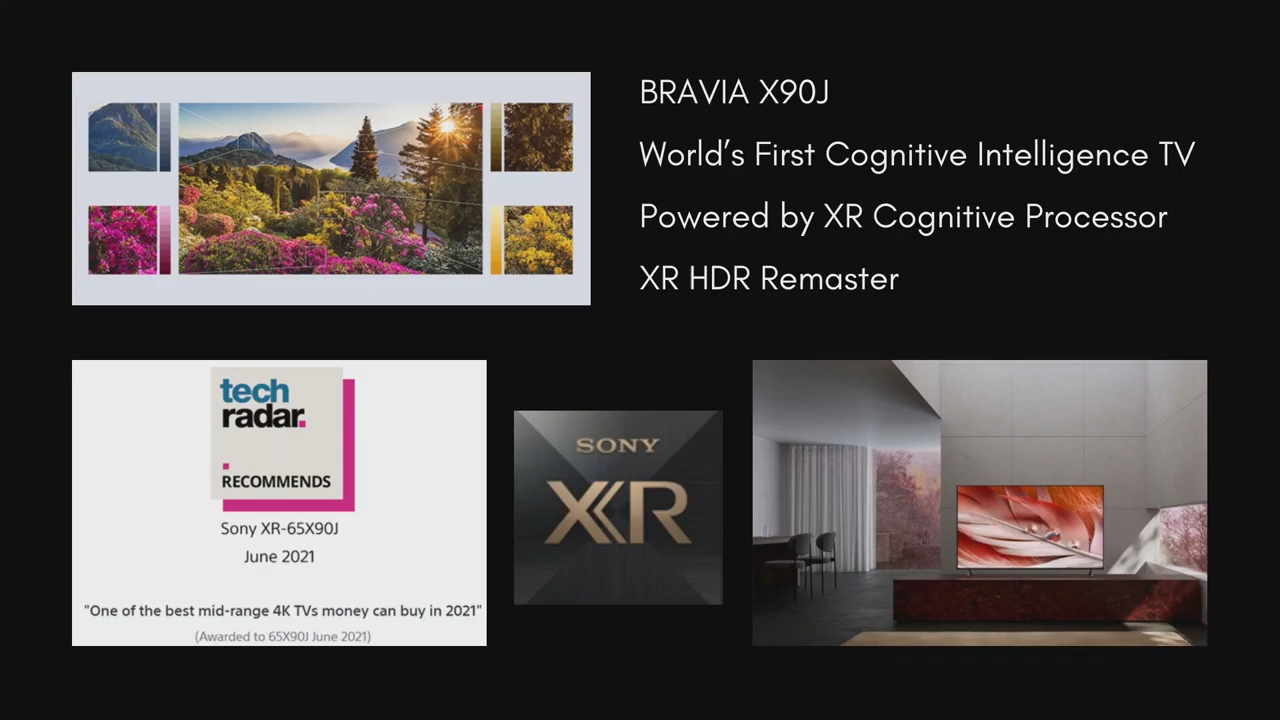 BRAVIA X90J
World's First Cognitive Intelligence TV
Powered by XR Cognitive Processor
XR HDR Remaster
tech
radar.
RECOMMENDS
Sony XR-65X90J
June 2021
"One of the best mid-range 4K TVs money can buy in 2021"
(Awarded to 65X90J June 2021)
SONY
XR